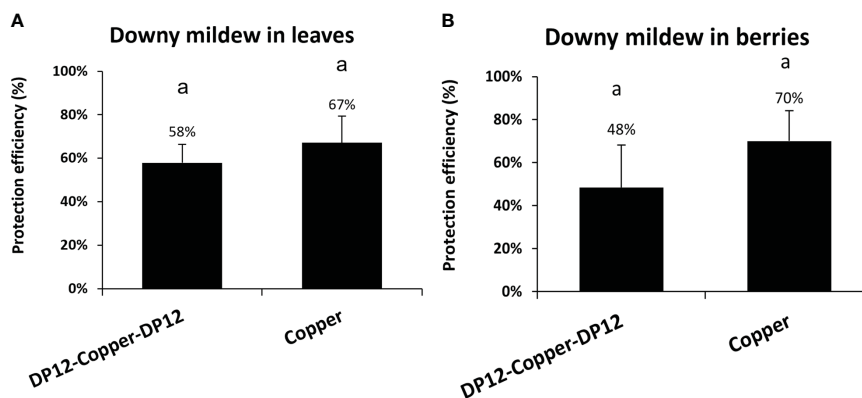 A
Downy mildew in leaves
Protection efficiency (%)
100%
80%
60%
40%
20%
0%
a
58%
a
67%
DP12-Copper-DP12
Copper
B
Downy mildew in berries
Protection efficiency (%)
100%
80%
60%
40%
20%
0%
a
48%
a
70%
DP12-Copper-DP12
Copper